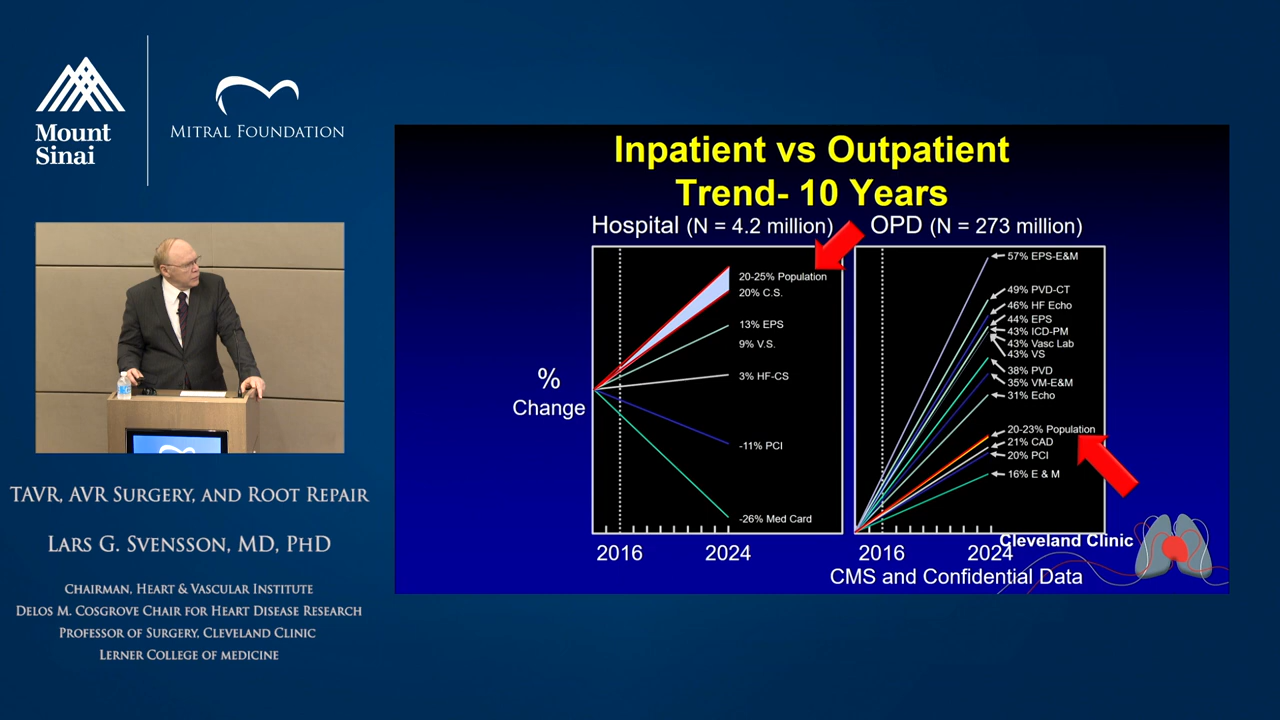 Mount
Sinai
Mitral Foundation
Inpatient vs Outpatient
Trend- 10 Years
Hospital (N = 4.2 million)
OPD (N = 273 million)
% 
Change
20-25% Population
20% C.S.
13% EPS
9% V.S.
3% HF-CS
-11% PCI
-26% Med Card
2016
2024
57% EPS-E&M
49% PVD-CT
46% HF Echo
44% EPS
43% ICD-PM
43% Vasc Lab
43% VS
38% PVD
35% VM-E&M
31% Echo
20-23% Population
21% CAD
20% PCI
16% E & M
2016
2024
Cleveland Clinic
CMS and Confidential Data
TAVR, AVR Surgery, and Root Repair
Lars G. Svensson, MD, PhD
Chairman, Heart & Vascular Institute
Delos M. Cosgrove Chair for Heart Disease Research
Professor of Surgery, Cleveland Clinic
Lerner College of medicine